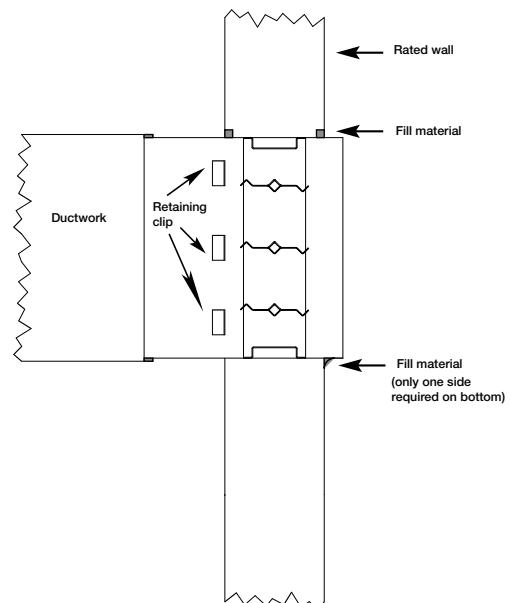 Rated wall
Fill material
Retaining
clip
Ductwork
Fill material
(only one side
required on bottom)